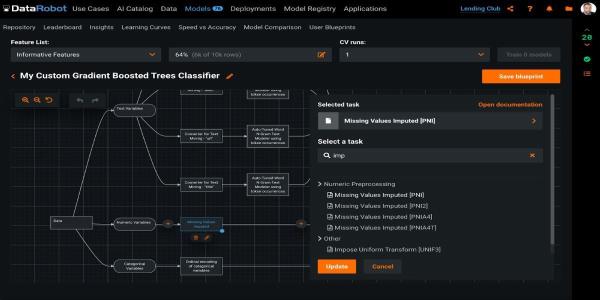 DataRobot Use Cases AI Catalog Data Models 76 Deployments Model Registry Applications Lending Club
Repository Leaderboard Insights Learning Curves Speed vs Accuracy Model Comparison User Blueprints
Feature List: CV runs:
Informative Features 64% (6k of 10k rows) 1 Train 0 models
My Custom Gradient Boosted Trees Classifier Save blueprint
20
Selected task Open documentation
Missing Values Imputed [PNI]
Select a task
imp
Numeric Preprocessing
Missing Values Imputed [PNI]
Missing Values Imputed [PNI2]
Missing Values Imputed [PNIA4]
Missing Values Imputed [PNIA4T]
Other
Impose Uniform Transform [UNIF3]
Update Cancel
Text Variables
Converter for Text
Mining - "url"
Auto-Tuned Word
N-Gram Text
Modeler using
token occurrences
Converter for Text
Mining - "title"
Auto-Tuned Word
N-Gram Text
Modeler using
token occurrences
Data
Numeric Variables
Missing Values
Imputed
Categorical
Variables
Ordinal encoding
of categorical
variables